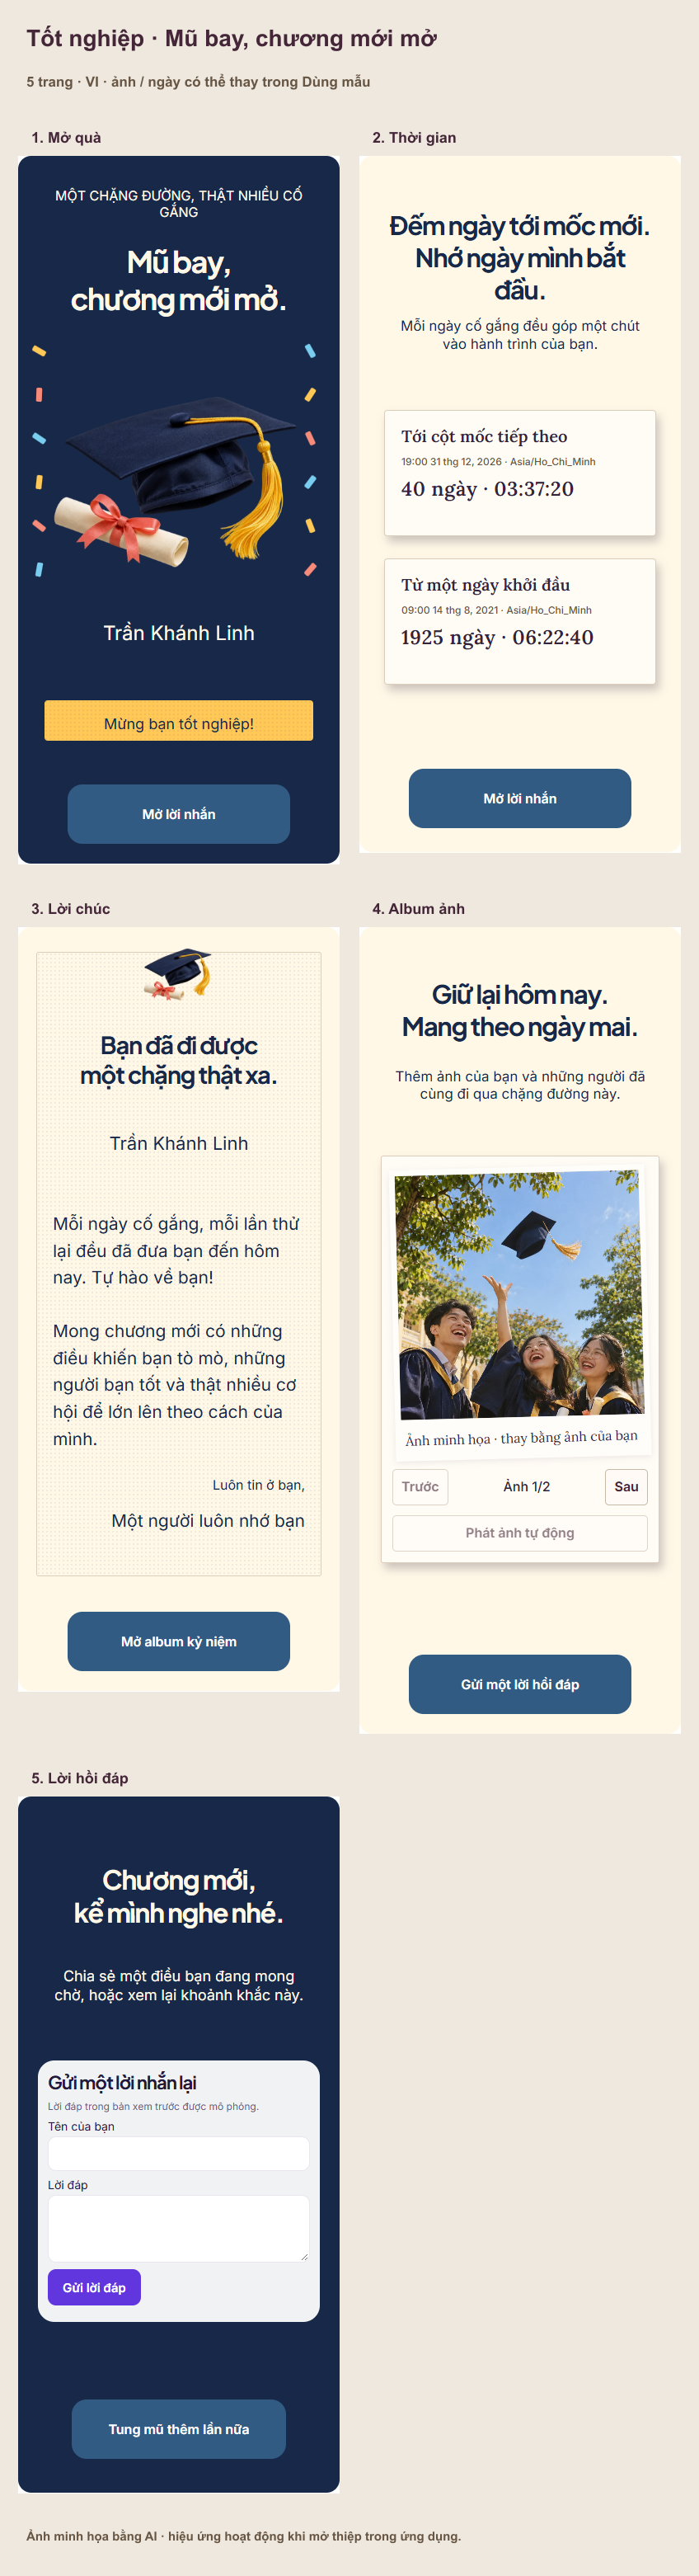 Tốt nghiệp · Mũ bay, chương mới mở
5 trang · VI · ảnh / ngày có thể thay trong Dùng mẫu
1. Mở quà
MỘT CHẶNG ĐƯỜNG, THẬT NHIỀU CỐ
GẮNG
Mũ bay,
chương mới mở.
Trần Khánh Linh
Mừng bạn tốt nghiệp!
Mở lời nhắn
2. Thời gian
Đếm ngày tới mốc mới.
Nhớ ngày mình bắt
đầu.
Mỗi ngày cố gắng đều góp một chút
vào hành trình của bạn.
Tới cột mốc tiếp theo
19:00 31 thg 12, 2026 · Asia/Ho_Chi_Minh
40 ngày · 03:37:20
Từ một ngày khởi đầu
09:00 14 thg 8, 2021 · Asia/Ho_Chi_Minh
1925 ngày · 06:22:40
Mở lời nhắn
3. Lời chúc
Bạn đã đi được
một chặng thật xa.
Trần Khánh Linh
Mỗi ngày cố gắng, mỗi lần thử
lại đều đã đưa bạn đến hôm
nay. Tự hào về bạn!
Mong chương mới có những
điều khiến bạn tò mò, những
người bạn tốt và thật nhiều cơ
hội để lớn lên theo cách của
mình.
Luôn tin ở bạn,
Một người luôn nhớ bạn
Mở album kỷ niệm
4. Album ảnh
Giữ lại hôm nay.
Mang theo ngày mai.
Thêm ảnh của bạn và những người đã
cùng đi qua chặng đường này.
Ảnh minh họa · thay bằng ảnh của bạn
Trước
Ảnh 1/2
Sau
Phát ảnh tự động
Gửi một lời hồi đáp
5. Lời hồi đáp
Chương mới,
kể mình nghe nhé.
Chia sẻ một điều bạn đang mong
chờ, hoặc xem lại khoảnh khắc này.
Gửi một lời nhắn lại
Lời đáp trong bản xem trước được mô phỏng.
Tên của bạn
Lời đáp
Gửi lời đáp
Tung mũ thêm lần nữa
Ảnh minh họa bằng AI · hiệu ứng hoạt động khi mở thiệp trong ứng dụng.